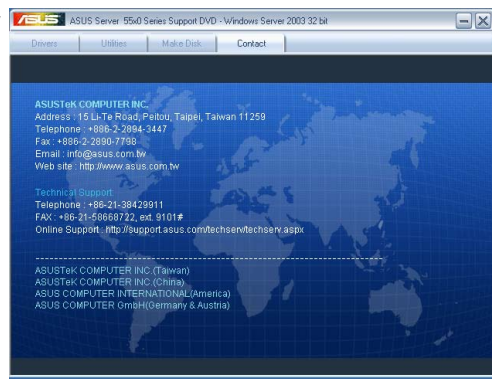 ASUS ASUS Server 55x0 Series Support DVD - Windows Server 2003 32 bit
Drivers Utilities Make Disk Contact
ASUSTeK COMPUTER INC.
Address : 15 Li-Te Road, Peitou, Taipei, Taiwan 11259
Telephone : +886-2-2894-3447
Fax : +886-2-2890-7798
Email : info@asus.com.tw
Web site : http://www.asus.com.tw
Technical Support
Telephone : +86-21-38429911
FAX : +86-21-58668722, ext. 9101#
Online Support : http://support.asus.com/techserv/techserv.aspx
ASUSTeK COMPUTER INC.(Taiwan)
ASUSTeK COMPUTER INC.(China)
ASUS COMPUTER INTERNATIONAL(America)
ASUS COMPUTER GmbH(Germany & Austria)